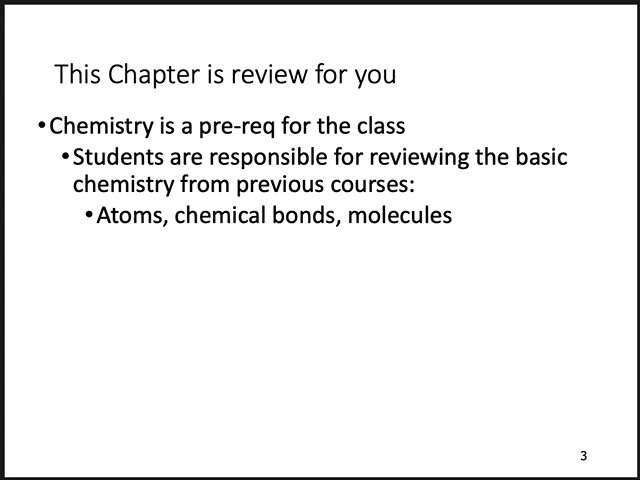 This Chapter is review for you
•Chemistry is a pre-req for the class
•Students are responsible for reviewing the basic
chemistry from previous courses:
•Atoms, chemical bonds, molecules
3